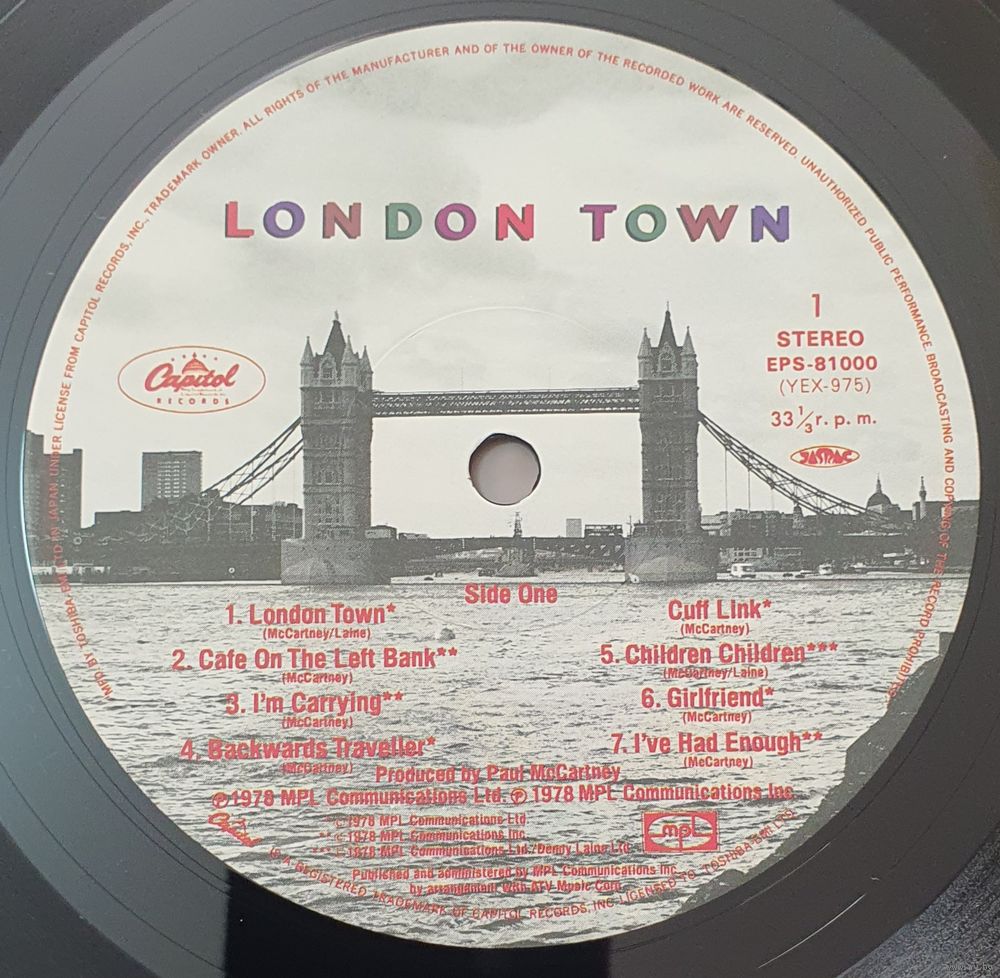 MFD. BY TOSHIBA-EMI LTD. IN JAPAN UNDER LICENSE FROM CAPITOL RECORDS, INC., TRADEMARK OWNER. ALL RIGHTS OF THE MANUFACTURER AND OF THE OWNER OF THE RECORDED WORK ARE RESERVED. UNAUTHORIZED PUBLIC PERFORMANCE, BROADCASTING AND COPYING OF THE RECORD PROHIBITED.
LONDON TOWN
Capitol
RECORDS
1
STEREO
EPS-81000
(YEX-975)
33 1/3 r. p. m.
JASRAC
Side One
1. London Town*
(McCartney/Laine)
2. Cafe On The Left Bank**
(McCartney)
3. I'm Carrying**
(McCartney)
4. Backwards Traveller*
(McCartney)
Cuff Link*
(McCartney)
5. Children Children***
(McCartney/Laine)
6. Girlfriend*
(McCartney)
7. I've Had Enough**
(McCartney)
Produced by Paul McCartney
℗1978 MPL Communications Ltd. ℗ 1978 MPL Communications Inc.
*©1978 MPL Communications Ltd
**©1978 MPL Communications Inc.
***©1978 MPL Communications Ltd./Denny Laine Ltd.
mpl
Published and administered by MPL Communications Inc.
by arrangement with ATV Music Corp.
Capitol IS A REGISTERED TRADEMARK OF CAPITOL RECORDS, INC. LICENSED TO TOSHIBA-EMI LTD.